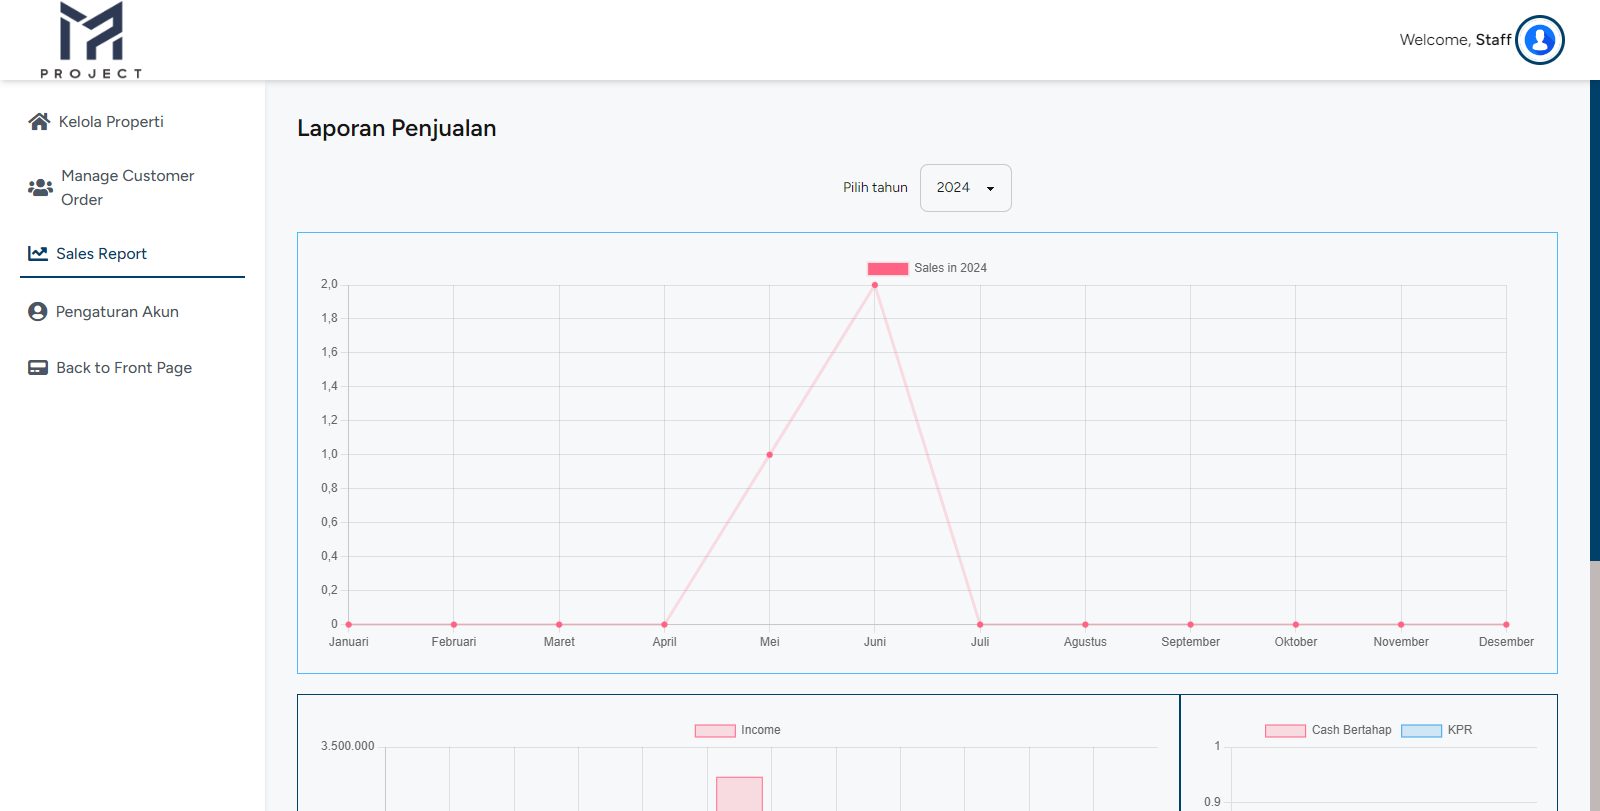 PROJECT
Welcome, Staff
Kelola Properti
Manage Customer
Order
Sales Report
Pengaturan Akun
Back to Front Page
Laporan Penjualan
Pilih tahun 2024
Sales in 2024
2,0
1,8
1,6
1,4
1,2
1,0
0,8
0,6
0,4
0,2
0
Januari Februari Maret April Mei Juni Juli Agustus September Oktober November Desember
Income
3.500.000
Cash Bertahap KPR
1
0.9